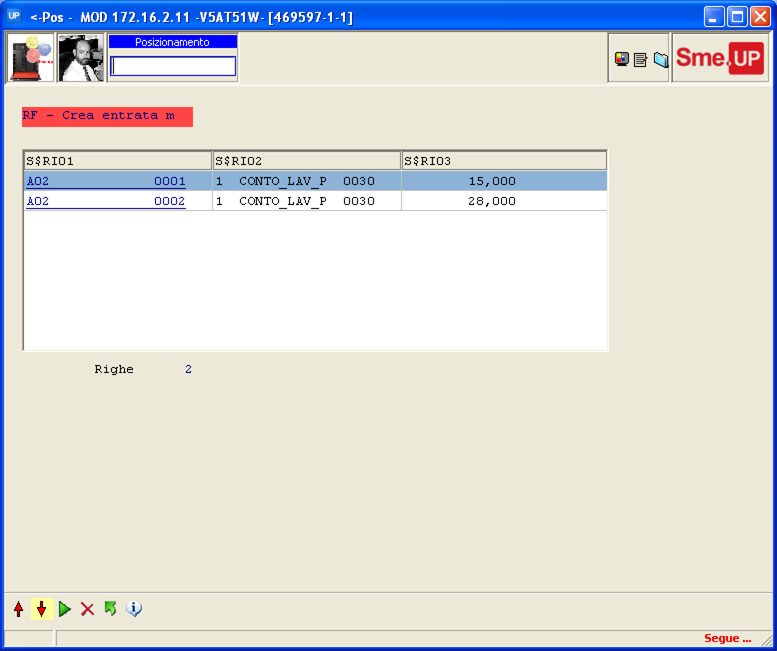 UP <-Pos - MOD 172.16.2.11 -V5AT51W- [469597-1-1]
Posizionamento
Sme.UP
RF - Crea entrata m
S$RIO1 S$RIO2 S$RIO3
A02 0001 1 CONTO_LAV_P 0030 15,000
A02 0002 1 CONTO_LAV_P 0030 28,000
Righe 2
Segue ...